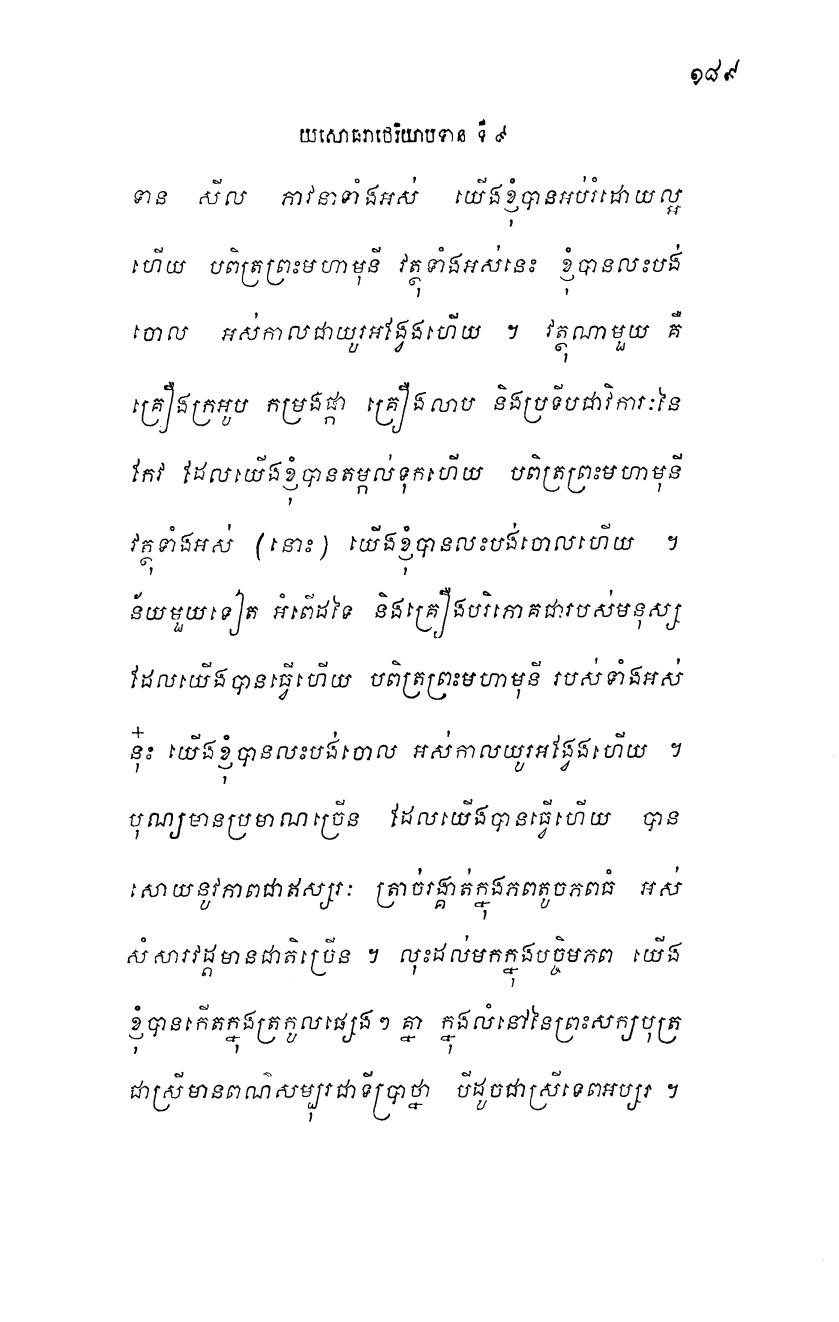 ១៨៩
យសោធរាថេរិយាបទាន ទី ៩
ទាន សីល ភាវនាទាំងអស់ យើងខ្ញុំបានអប់រំដោយល្អ
ហើយ បពិត្រព្រះមហាមុនី វត្ថុទាំងអស់នេះ ខ្ញុំបានលះបង់
ចោល អស់កាលជាយូរអង្វែងហើយ ។ វត្ថុណាមួយ គឺ
គ្រឿងក្រអូប កម្រងផ្កា គ្រឿងលាប និងប្រទីបជាវិការៈនៃ
កែវ ដែលយើងខ្ញុំបានតម្កល់ទុកហើយ បពិត្រព្រះមហាមុនី
វត្ថុទាំងអស់ (នោះ) យើងខ្ញុំបានលះបង់ចោលហើយ ។
ន័យមួយទៀត អំពើដទៃ និងគ្រឿងបរិភោគជារបស់មនុស្ស
ដែលយើងបានធ្វើហើយ បពិត្រព្រះមហាមុនី របស់ទាំងអស់
នុ៎ះ យើងខ្ញុំបានលះបង់ចោល អស់កាលយូរអង្វែងហើយ ។
បុណ្យមានប្រមាណច្រើន ដែលយើងបានធ្វើហើយ បាន
សោយនូវភាពជាឥស្សរៈ ត្រាច់រង្គាត់ក្នុងភពតូចភពធំ អស់
សំសារវដ្តមានជាតិច្រើន ។ លុះដល់មកក្នុងបច្ឆិមភព យើង
ខ្ញុំបានកើតក្នុងត្រកូលផ្សេងៗ គ្នា ក្នុងលំនៅនៃព្រះសក្យបុត្រ
ជាស្រីមានពណ៌សម្បុរជាទីប្រាថ្នា បីដូចជាស្រីទេពអប្សរ ។